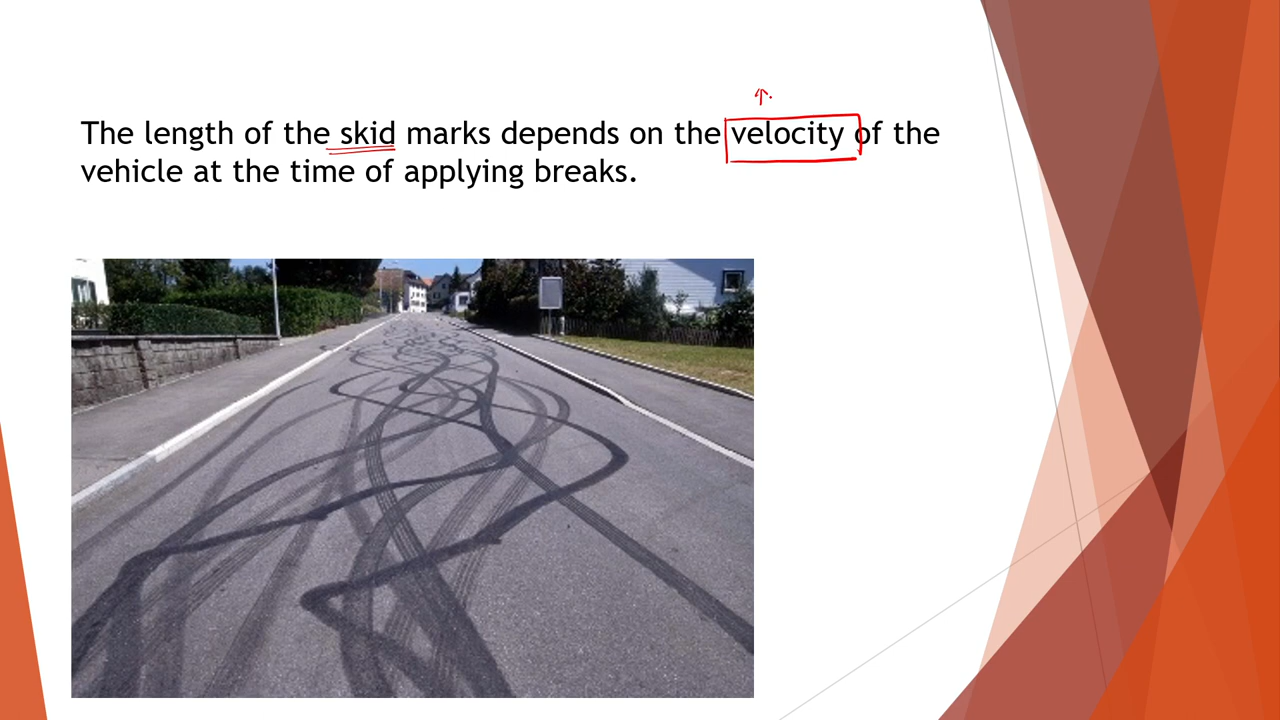 The length of the skid marks depends on the velocity of the
vehicle at the time of applying breaks.